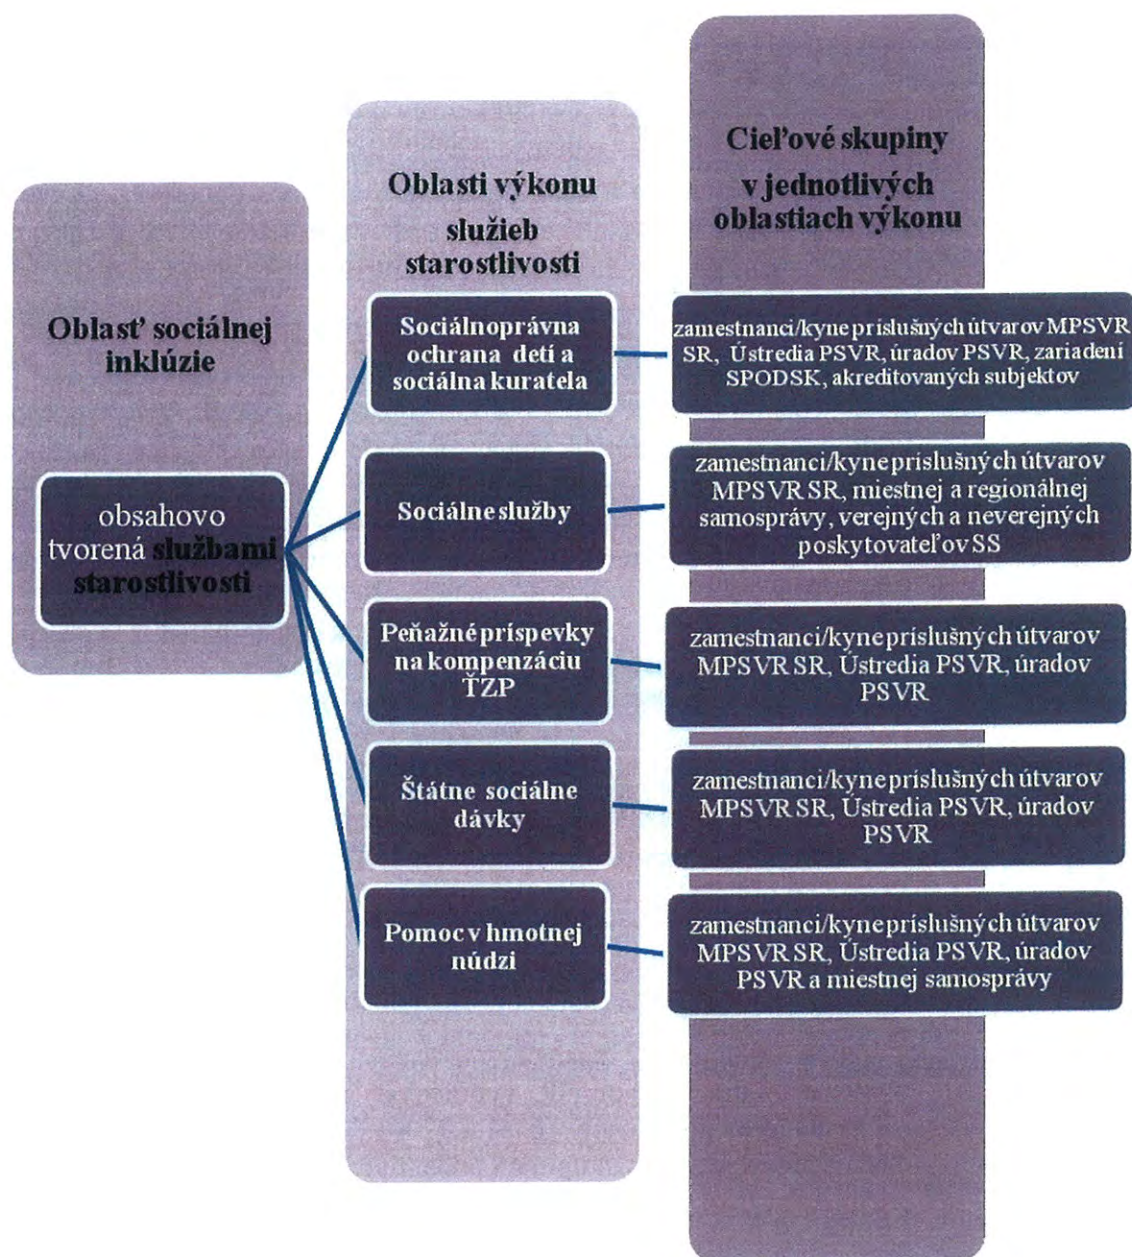 Oblasť sociálnej
inklúzie
obsahovo
tvorená službami
starostlivosti
Oblasti výkonu
služieb
starostlivosti
Sociálnoprávna
ochrana detí a
sociálna kuratela
Sociálne služby
Peňažné príspevky
na kompenzáciu
ŤZP
Štátne sociálne
dávky
Pomoc v hmotnej
núdzi
Cieľové skupiny
v jednotlivých
oblastiach výkonu
zamestnanci/kyne príslušných útvarov MPSVR
SR, Ústredia PSVR, úradov PSVR, zariadení
SPODSK, akreditovaných subjektov
zamestnanci/kyne príslušných útvarov
MPSVR SR, miestnej a regionálnej
samosprávy, verejných a neverejných
poskytovateľov SS
zamestnanci/kyne príslušných útvarov
MPSVR SR, Ústredia PSVR, úradov
PSVR
zamestnanci/kyne príslušných útvarov
MPSVR SR, Ústredia PSVR, úradov
PSVR
zamestnanci/kyne príslušných útvarov
MPSVR SR, Ústredia PSVR, úradov
PSVR a miestnej samosprávy